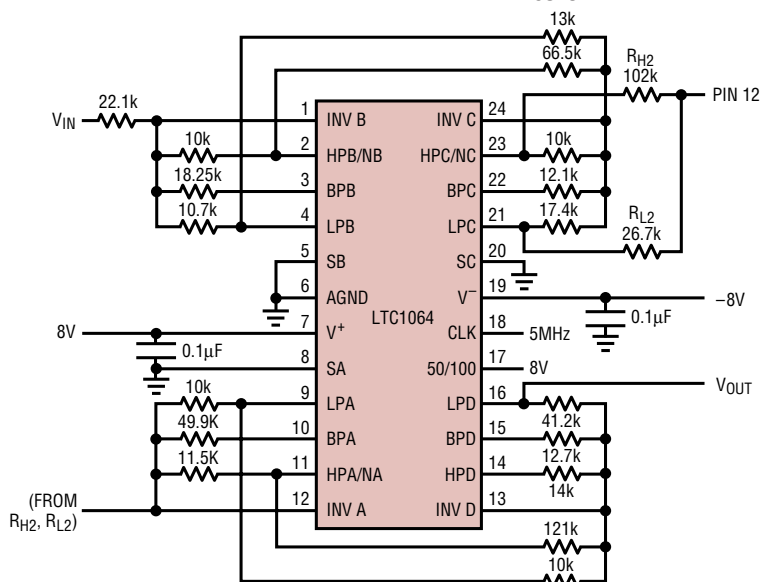 13k
66.5k
RH2
102k
PIN 12
22.1k
VIN
1 INV B INV C 24
10k 2 HPB/NB HPC/NC 23 10k
18.25k 3 BPB BPC 22 12.1k
10.7k 4 LPB LPC 21 17.4k
RL2
26.7k
5 SB SC 20
6 AGND V− 19 −8V
LTC1064
8V 7 V+ CLK 18 5MHz
0.1µF 0.1µF
8 SA 50/100 17 8V
VOUT
10k 9 LPA LPD 16 41.2k
49.9K 10 BPA BPD 15 12.7k
11.5K 11 HPA/NA HPD 14 14k
(FROM
RH2, RL2)
12 INV A INV D 13
121k
10k